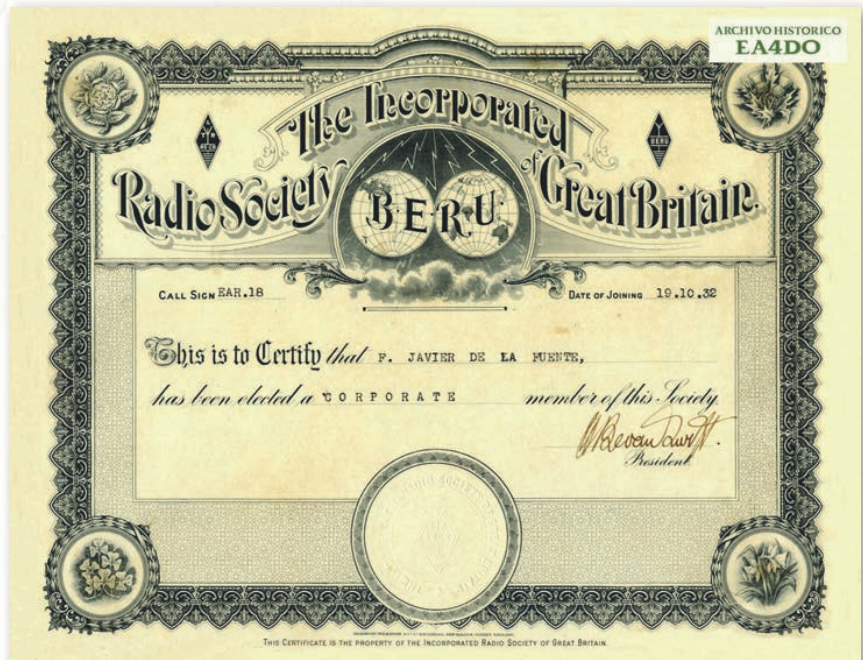 ARCHIVO HISTORICO
EA4DO
The Incorporated
Radio Society
of Great Britain.
B·E·R·U
BERU
CALL SIGN EAR.18
DATE OF JOINING 19.10.32
This is to Certify that F. JAVIER DE LA FUENTE,
has been elected a CORPORATE member of this Society.
President.
THIS CERTIFICATE IS THE PROPERTY OF THE INCORPORATED RADIO SOCIETY OF GREAT BRITAIN.